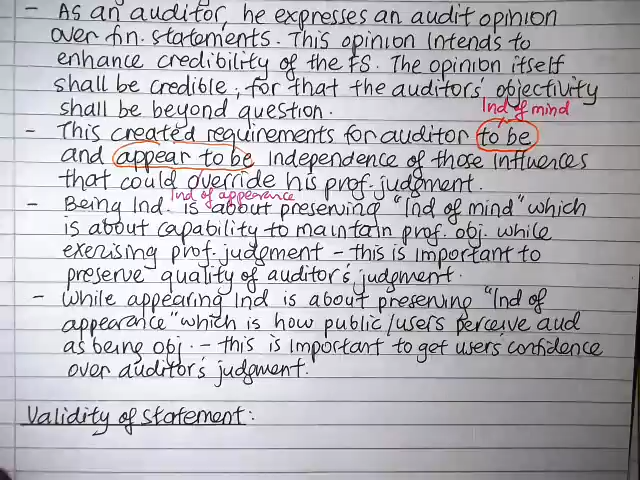 - As an auditor, he expresses an audit opinion
over fin. statements. This opinion intends to
enhance credibility of the FS. The opinion itself
shall be credible, for that the auditors' objectivity
shall be beyond question.
Ind of mind
- This created requirements for auditor to be
and appear to be independence of those influences
that could override his prof. judgment.
Ind of appearance
- Being Ind. is about preserving "Ind of mind" which
is about capability to maintain prof. obj. while
exerising prof. judgment - this is important to
preserve quality of auditor's judgment.
- While appearing Ind is about preserving "Ind of
appearance" which is how public/users perceive aud
as being obj. - this is important to get users' confidence
over auditor's judgment.
Validity of statement: